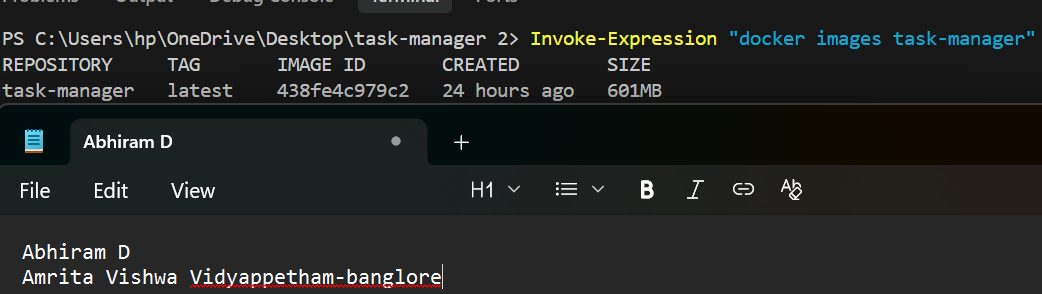 Problems Output Debug Console Terminal Ports
PS C:\Users\hp\OneDrive\Desktop\task-manager 2> Invoke-Expression "docker images task-manager"
REPOSITORY TAG IMAGE ID CREATED SIZE
task-manager latest 438fe4c979c2 24 hours ago 601MB
Abhiram D
File Edit View H1 B I
Abhiram D
Amrita Vishwa Vidyappetham-banglore